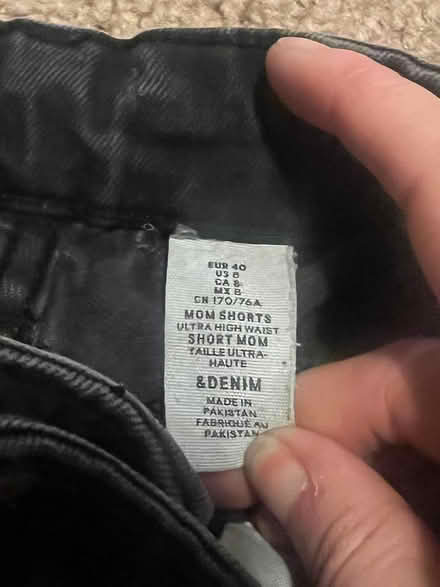 EUR 40
US 8
CA 8
MX 8
CN 170/76A
MOM SHORTS
ULTRA HIGH WAIST
SHORT MOM
TAILLE ULTRA-
HAUTE
&DENIM
MADE IN
PAKISTAN
FABRIQUÉ AU
PAKISTAN